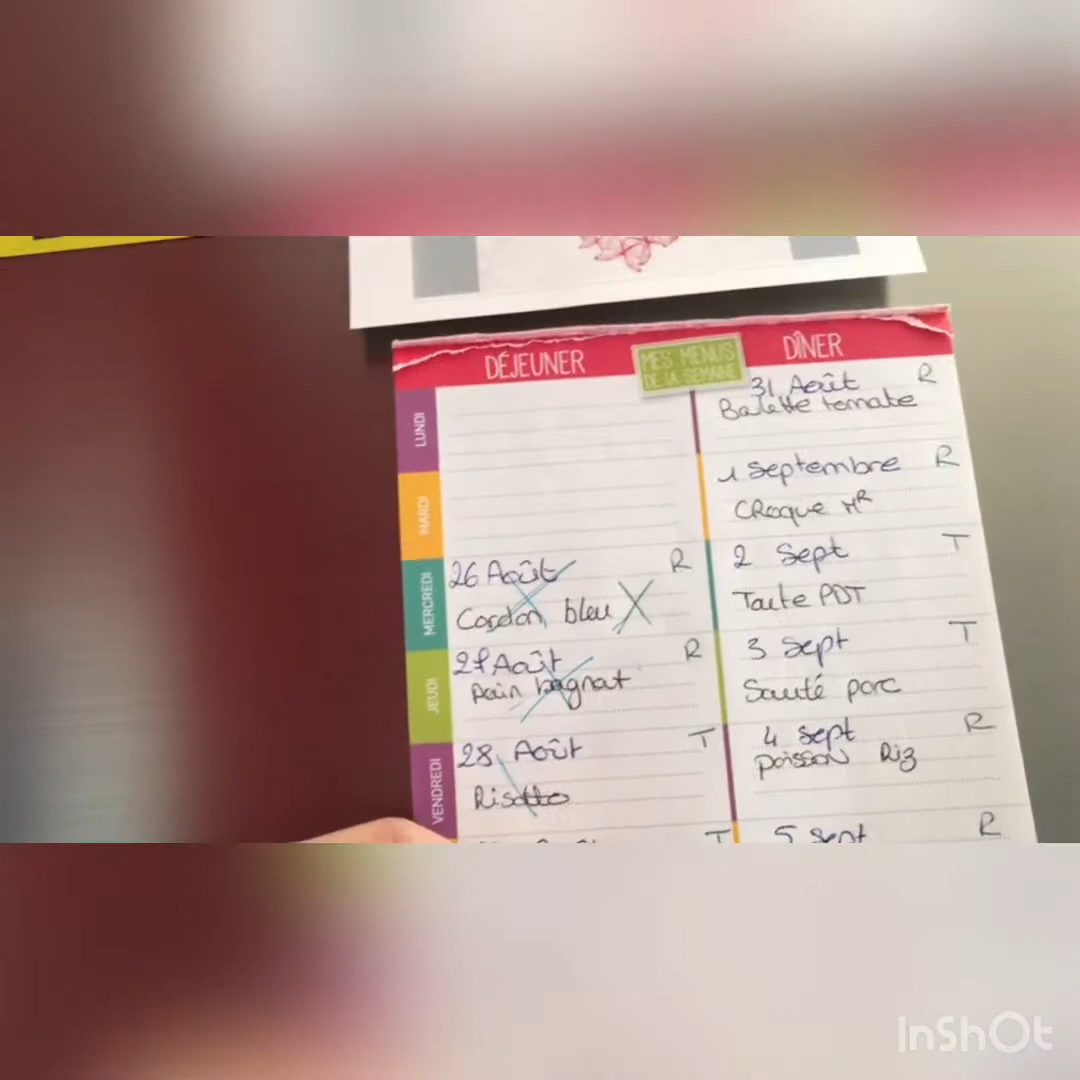 DÉJEUNER
MES MENUS
DE LA SEMAINE
DÎNER
LUNDI
31 Août R
tomate
MARDI
1 Septembre R
CRoque MR
MERCREDI
26 Août R
Cordon bleu
2 Sept T
PDT
JEUDI
27 Août R
Pain bagnat
3 Sept T
Sauté porc
VENDREDI
28 Août T
Risotto
4 Sept R
poisson Riz
T
5 Sept R
InShOt